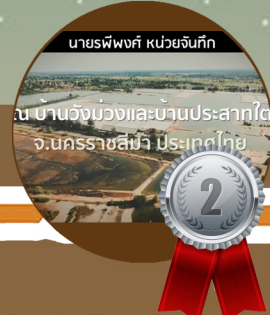 นายรพีพงศ์ หน่วยจันทึก
ณ บ้านวังม่วงและบ้านประสาทใต
จ.นครราชสีมา ประเทศไทย
2